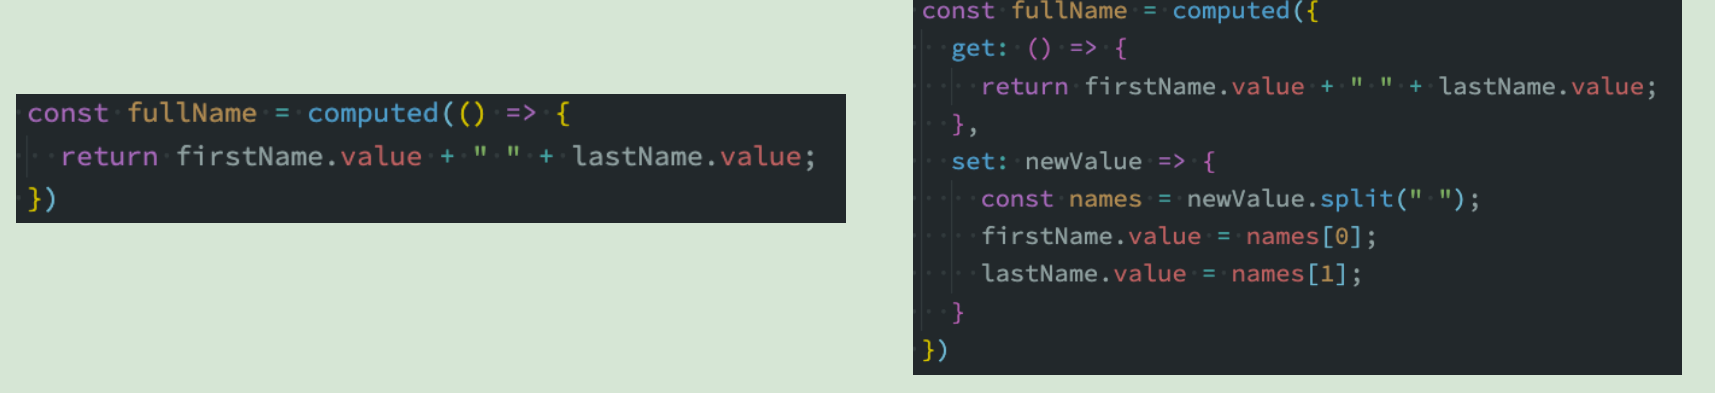 const fullName = computed(() => {
  return firstName.value + " " + lastName.value;
})
const fullName = computed({
  get: () => {
    return firstName.value + " " + lastName.value;
  },
  set: newValue => {
    const names = newValue.split(" ");
    firstName.value = names[0];
    lastName.value = names[1];
  }
})